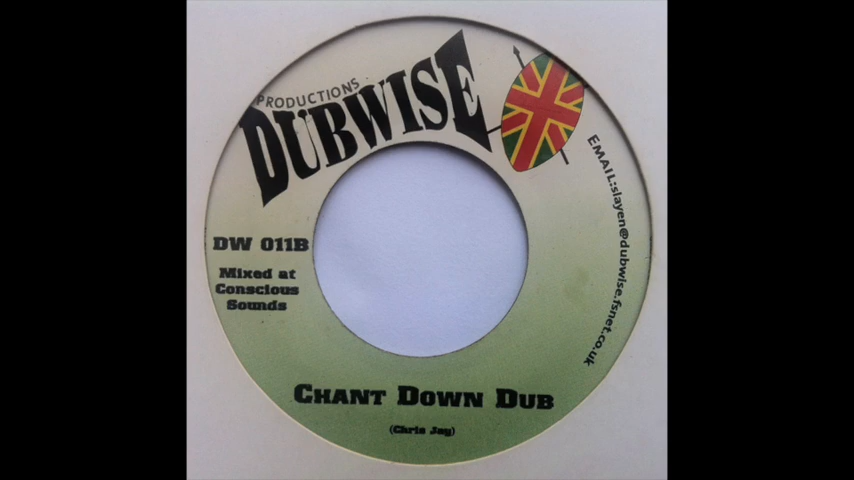 PRODUCTIONS
DUBWISE
EMAIL:slayen@dubwise.fsnet.co.uk
DW 011B
Mixed at
Conscious
Sounds
CHANT DOWN DUB
(Chris Jay)